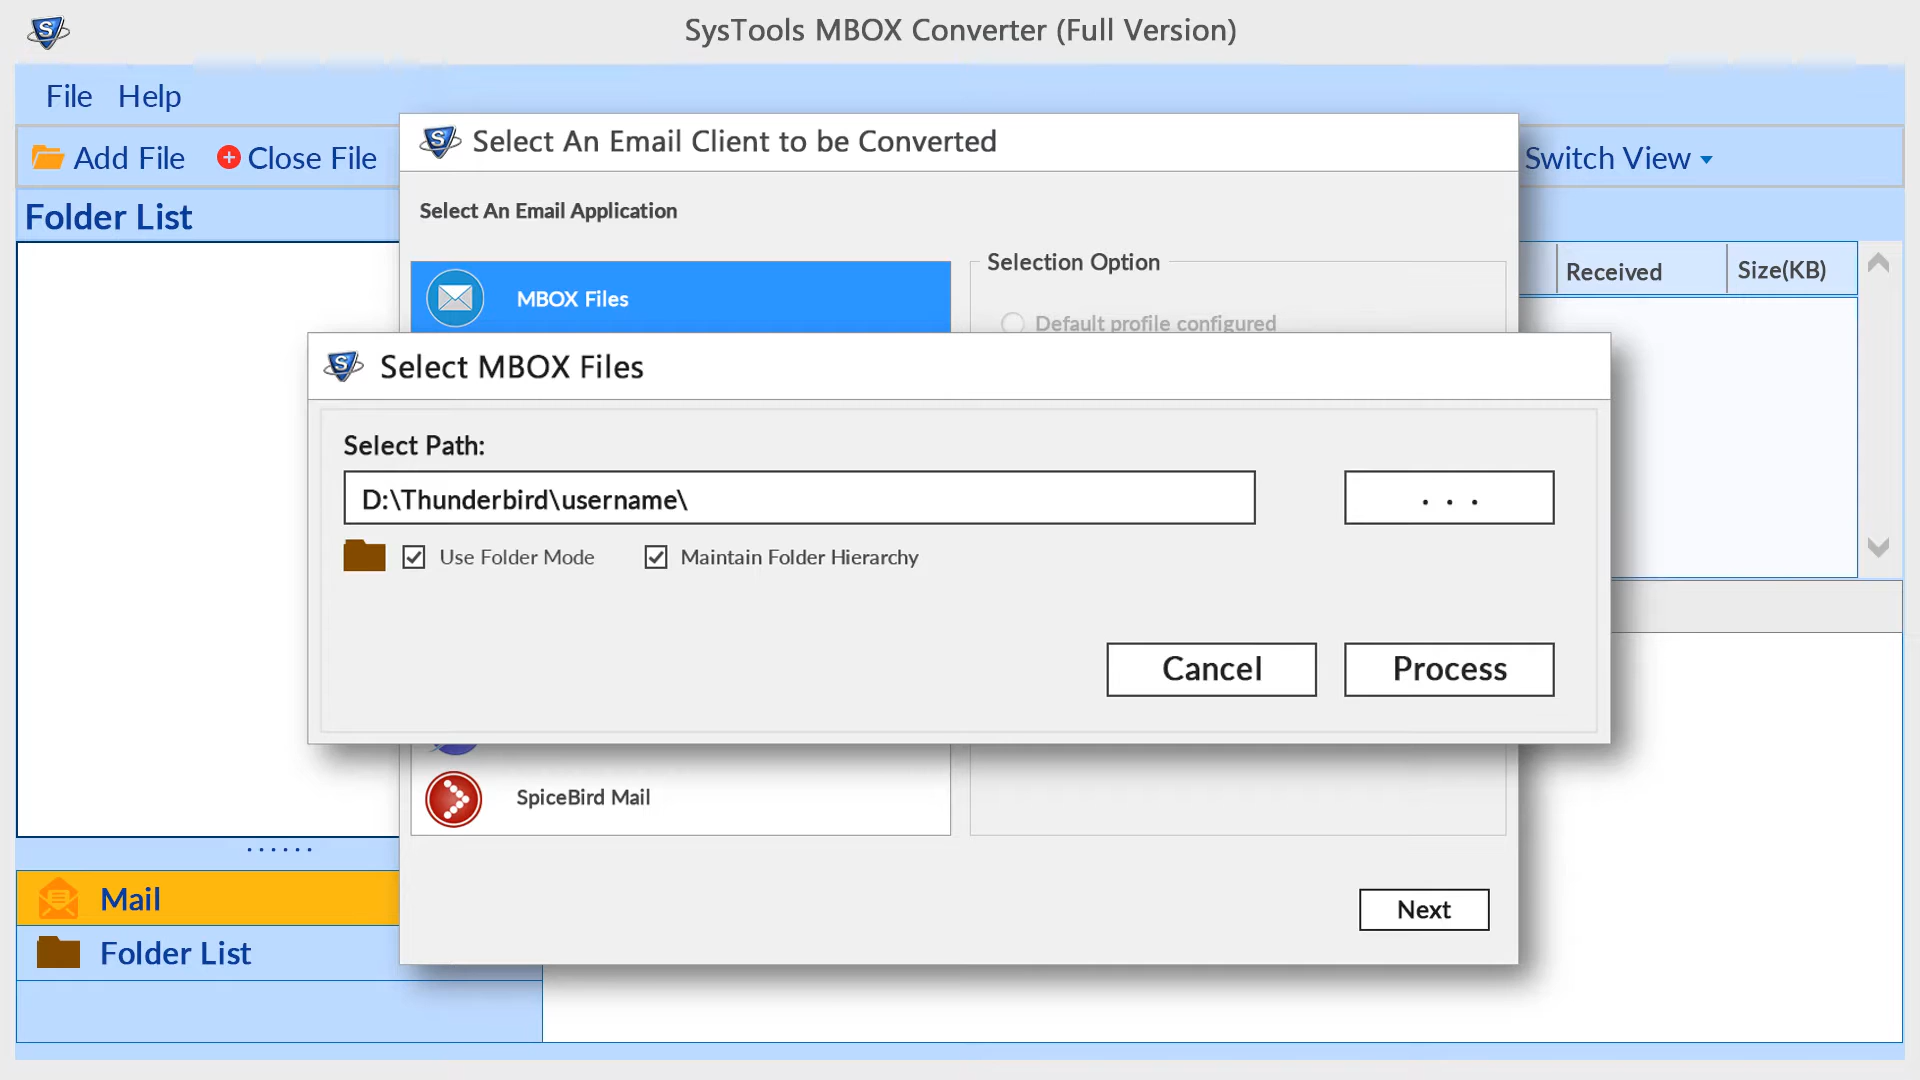 SysTools MBOX Converter (Full Version)
File Help
Add File Close File
Switch View
Folder List
Select An Email Client to be Converted
Select An Email Application
MBOX Files
Selection Option
Default profile configured
Received Size(KB)
Select MBOX Files
Select Path:
D:\Thunderbird\username\
. . .
Use Folder Mode Maintain Folder Hierarchy
Cancel Process
SpiceBird Mail
Next
Mail
Folder List